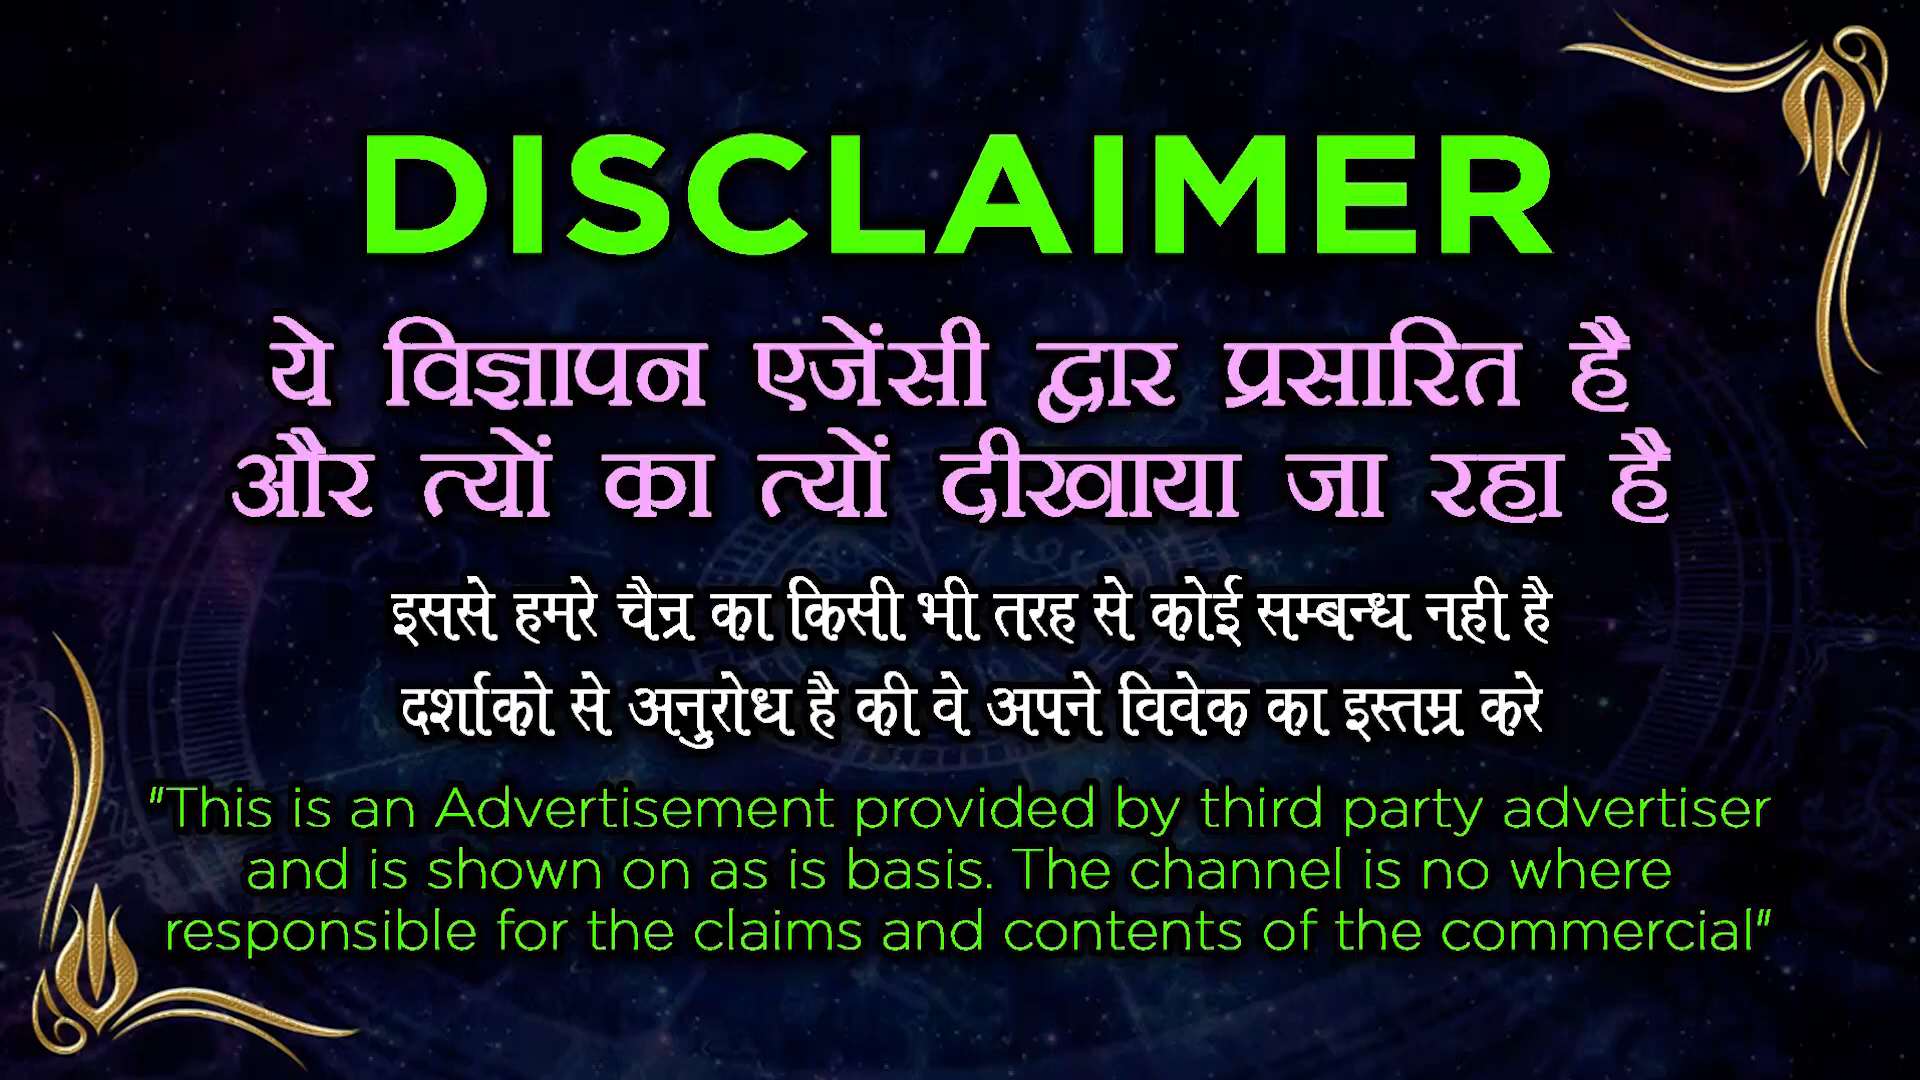 DISCLAIMER
ये विज्ञापन एजेंसी द्वार प्रसारित है
और त्यों का त्यों दीखाया जा रहा है
इससे हमरे चैन्र का किसी भी तरह से कोई सम्बन्ध नही है
दर्शाको से अनुरोध है की वे अपने विवेक का इस्तम्र करे
"This is an Advertisement provided by third party advertiser
and is shown on as is basis. The channel is no where
responsible for the claims and contents of the commercial"